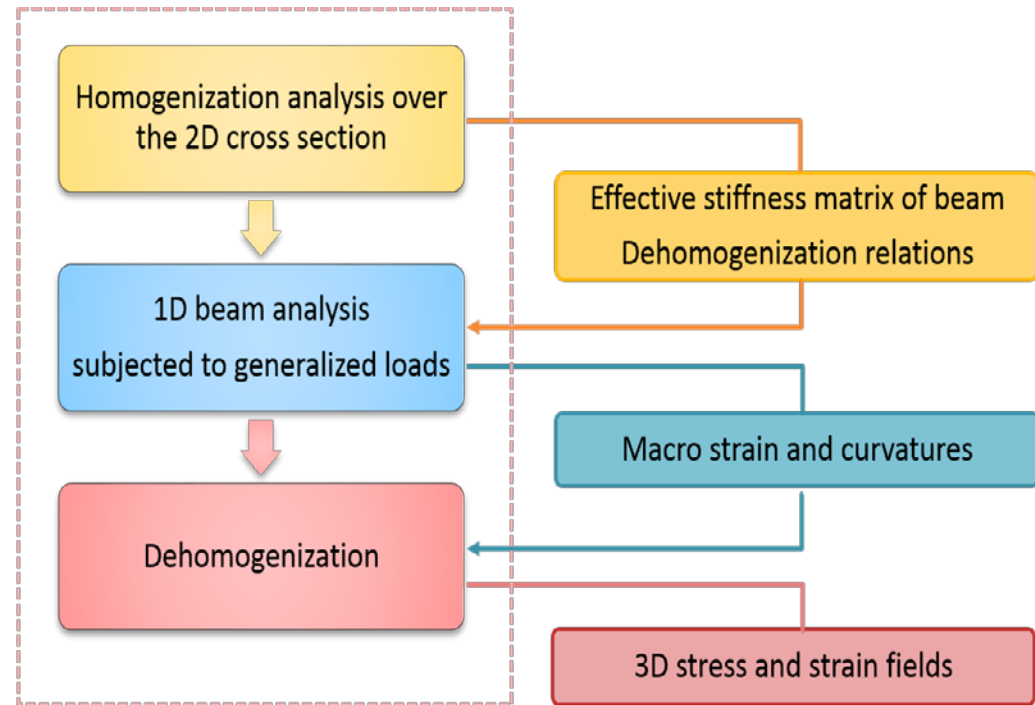 Homogenization analysis over
the 2D cross section
Effective stiffness matrix of beam
Dehomogenization relations
1D beam analysis
subjected to generalized loads
Macro strain and curvatures
Dehomogenization
3D stress and strain fields